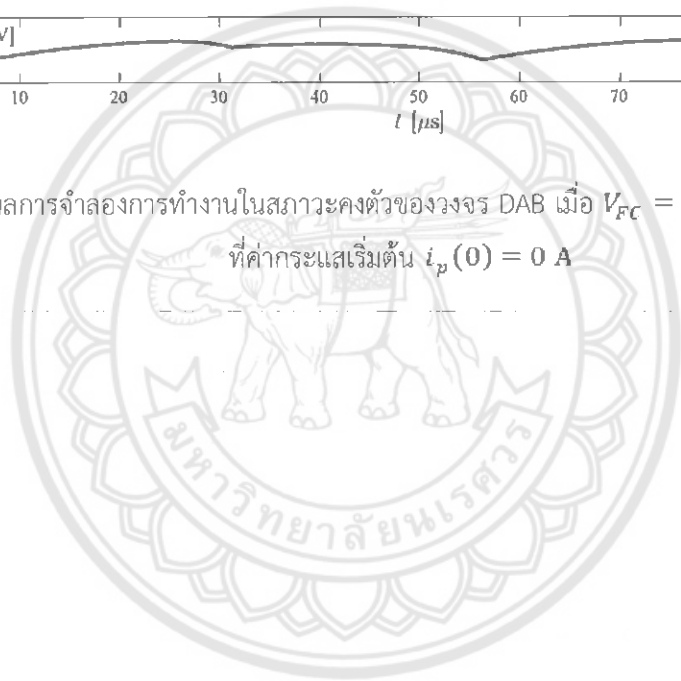 V]
10 20 30 40 50 60 70
t [μs]
ผลการจำลองการทำงานในสภาวะคงตัวของวงจร DAB เมื่อ V_{FC} =
ที่ค่ากระแสเริ่มต้น i_p(0) = 0 A
มหาวิทยาลัยนเรศวร